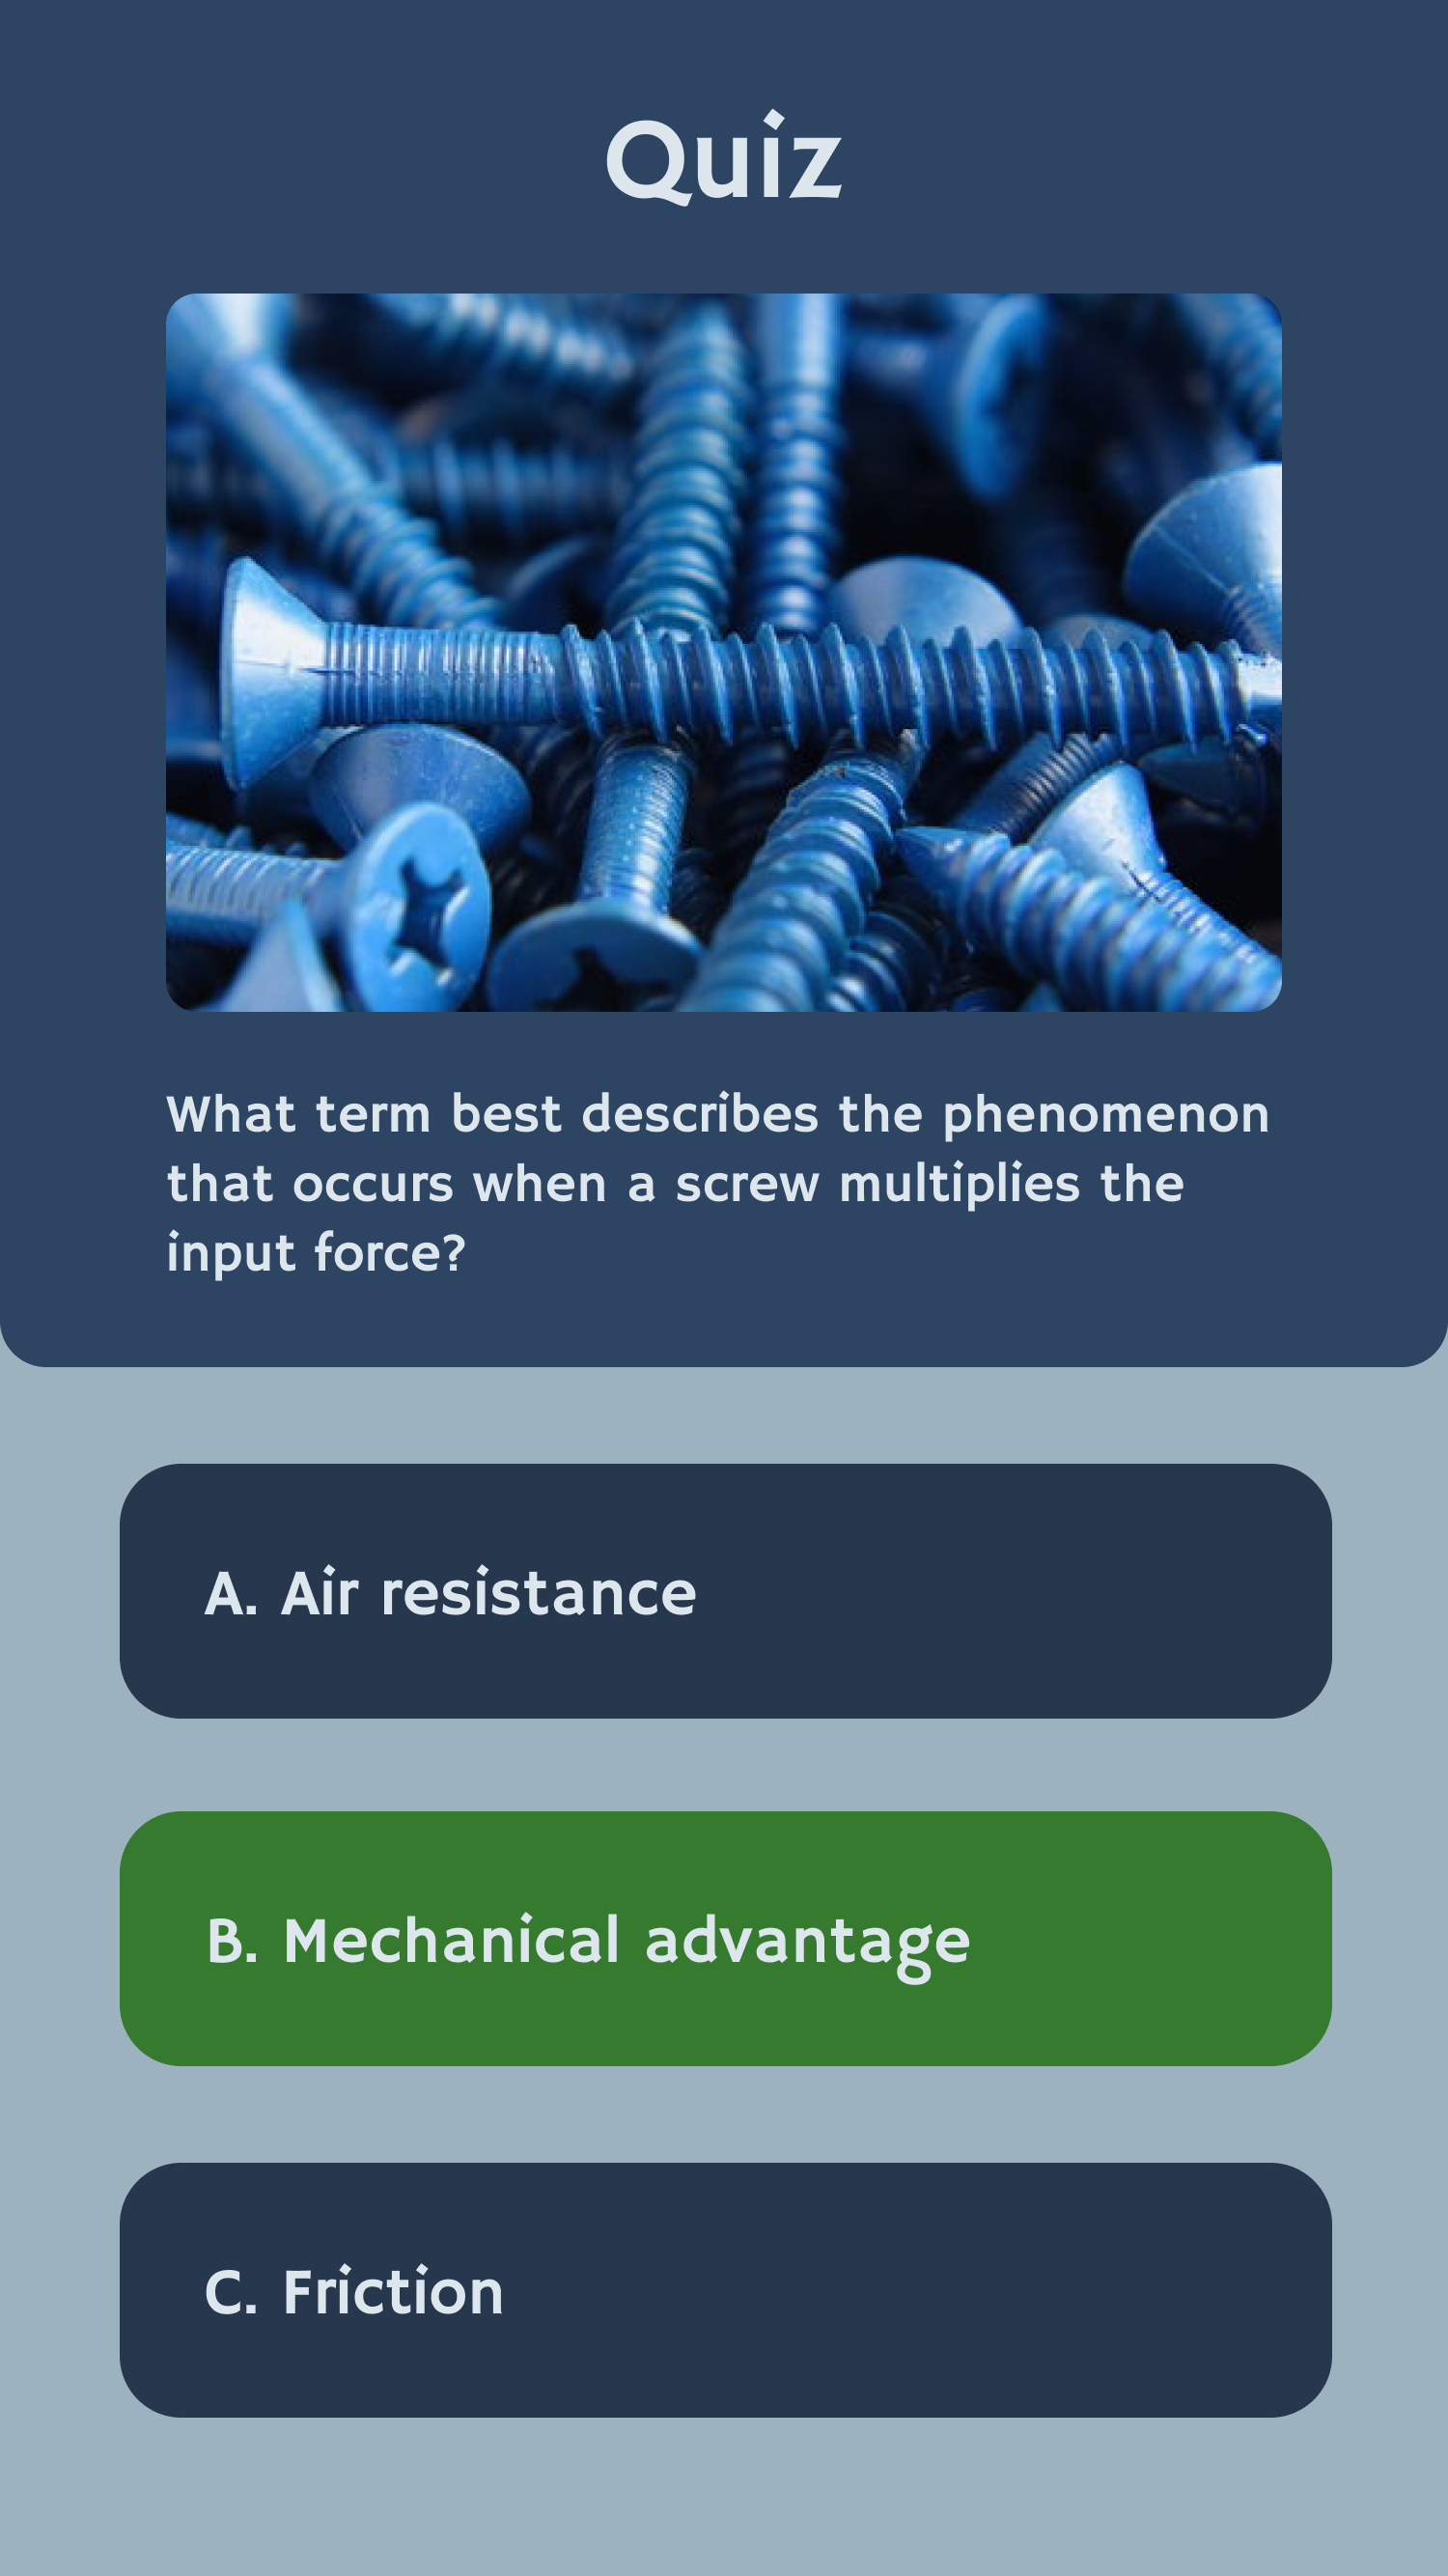 Quiz
What term best describes the phenomenon
that occurs when a screw multiplies the
input force?
A. Air resistance
B. Mechanical advantage
C. Friction